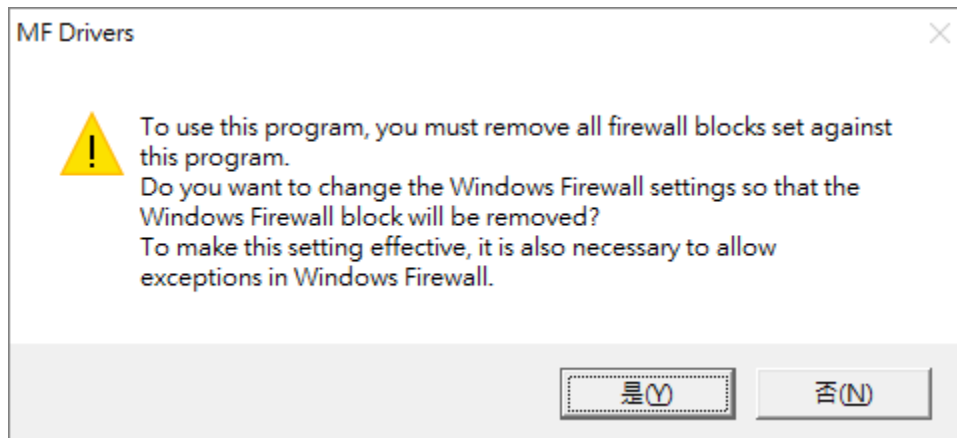 MF Drivers
To use this program, you must remove all firewall blocks set against
this program.
Do you want to change the Windows Firewall settings so that the
Windows Firewall block will be removed?
To make this setting effective, it is also necessary to allow
exceptions in Windows Firewall.
是(Y)
否(N)